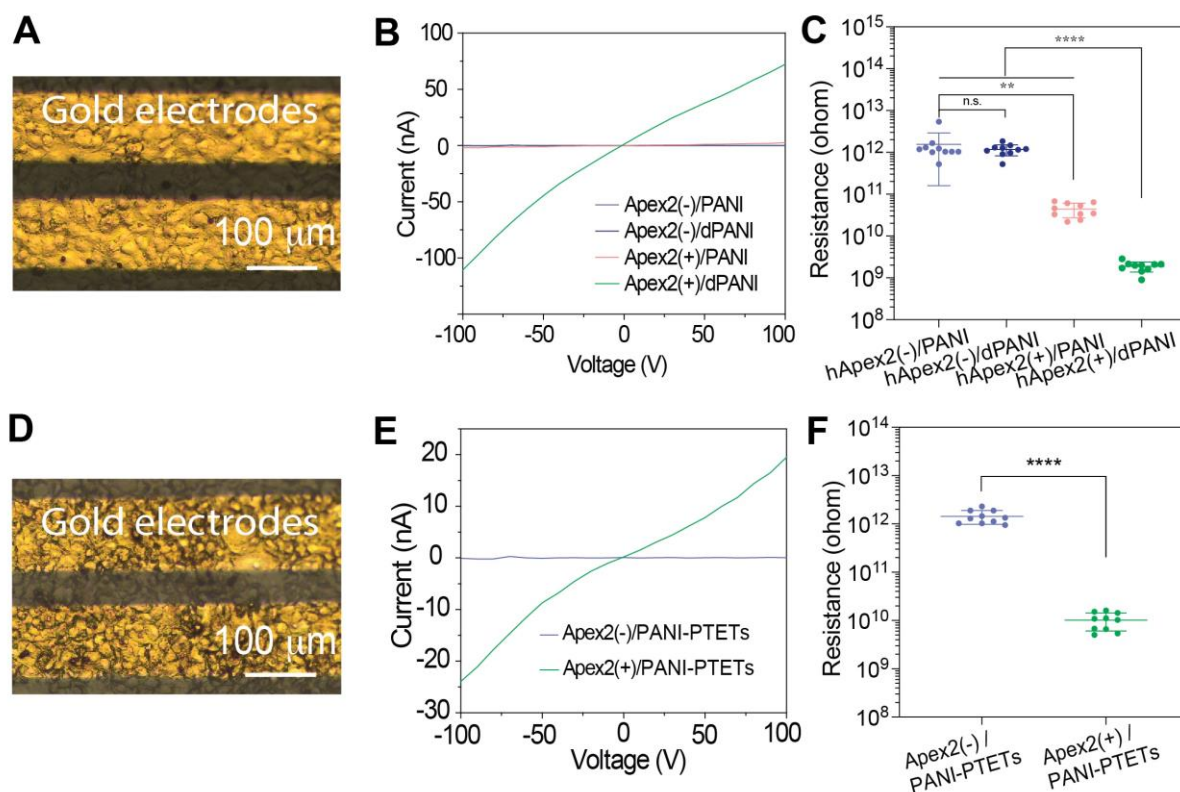 A
Gold electrodes
100 μm
B
Current (nA)
100
50
0
-50
-100
Apex2(-)/PANI
Apex2(-)/dPANI
Apex2(+)/PANI
Apex2(+)/dPANI
-100 -50 0 50 100
Voltage (V)
C
Resistance (ohom)
10^15
10^14
10^13
10^12
10^11
10^10
10^9
10^8
****
**
n.s.
hApex2(-)/PANI
hApex2(-)/dPANI
hApex2(+)/PANI
hApex2(+)/dPANI
D
Gold electrodes
100 μm
E
Current (nA)
20
10
0
-10
-20
-30
Apex2(-)/PANI-PTETs
Apex2(+)/PANI-PTETs
-100 -50 0 50 100
Voltage (V)
F
Resistance (ohom)
10^14
10^13
10^12
10^11
10^10
10^9
10^8
****
Apex2(-) /
PANI-PTETs
Apex2(+) /
PANI-PTETs